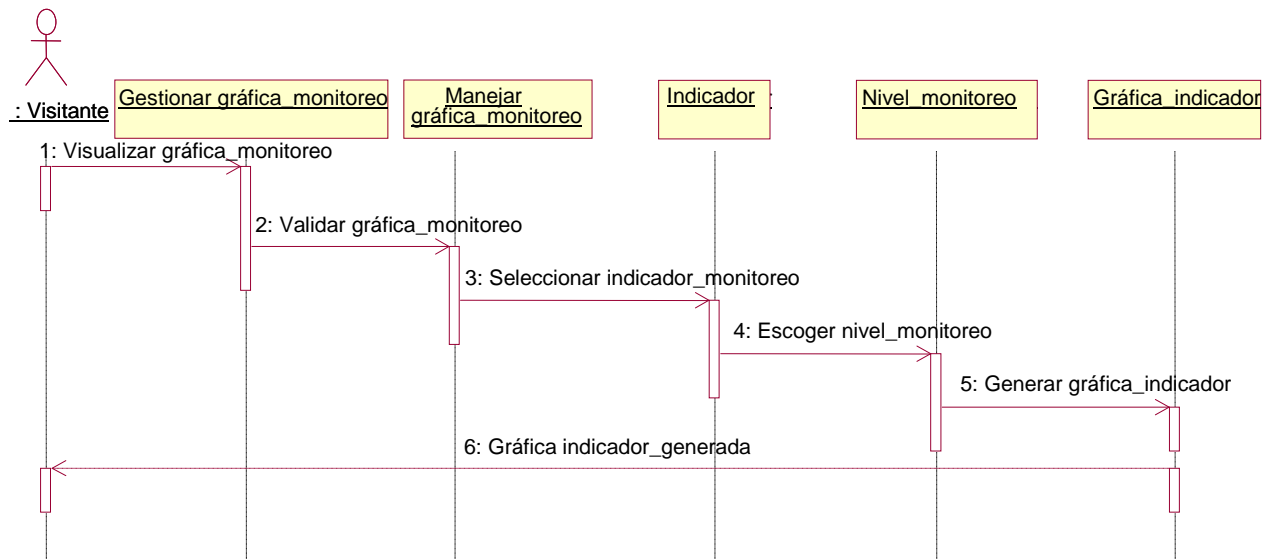 : Visitante
Gestionar gráfica_monitoreo
Manejar
gráfica_monitoreo
Indicador
Nivel_monitoreo
Gráfica_indicador
1: Visualizar gráfica_monitoreo
2: Validar gráfica_monitoreo
3: Seleccionar indicador_monitoreo
4: Escoger nivel_monitoreo
5: Generar gráfica_indicador
6: Gráfica indicador_generada